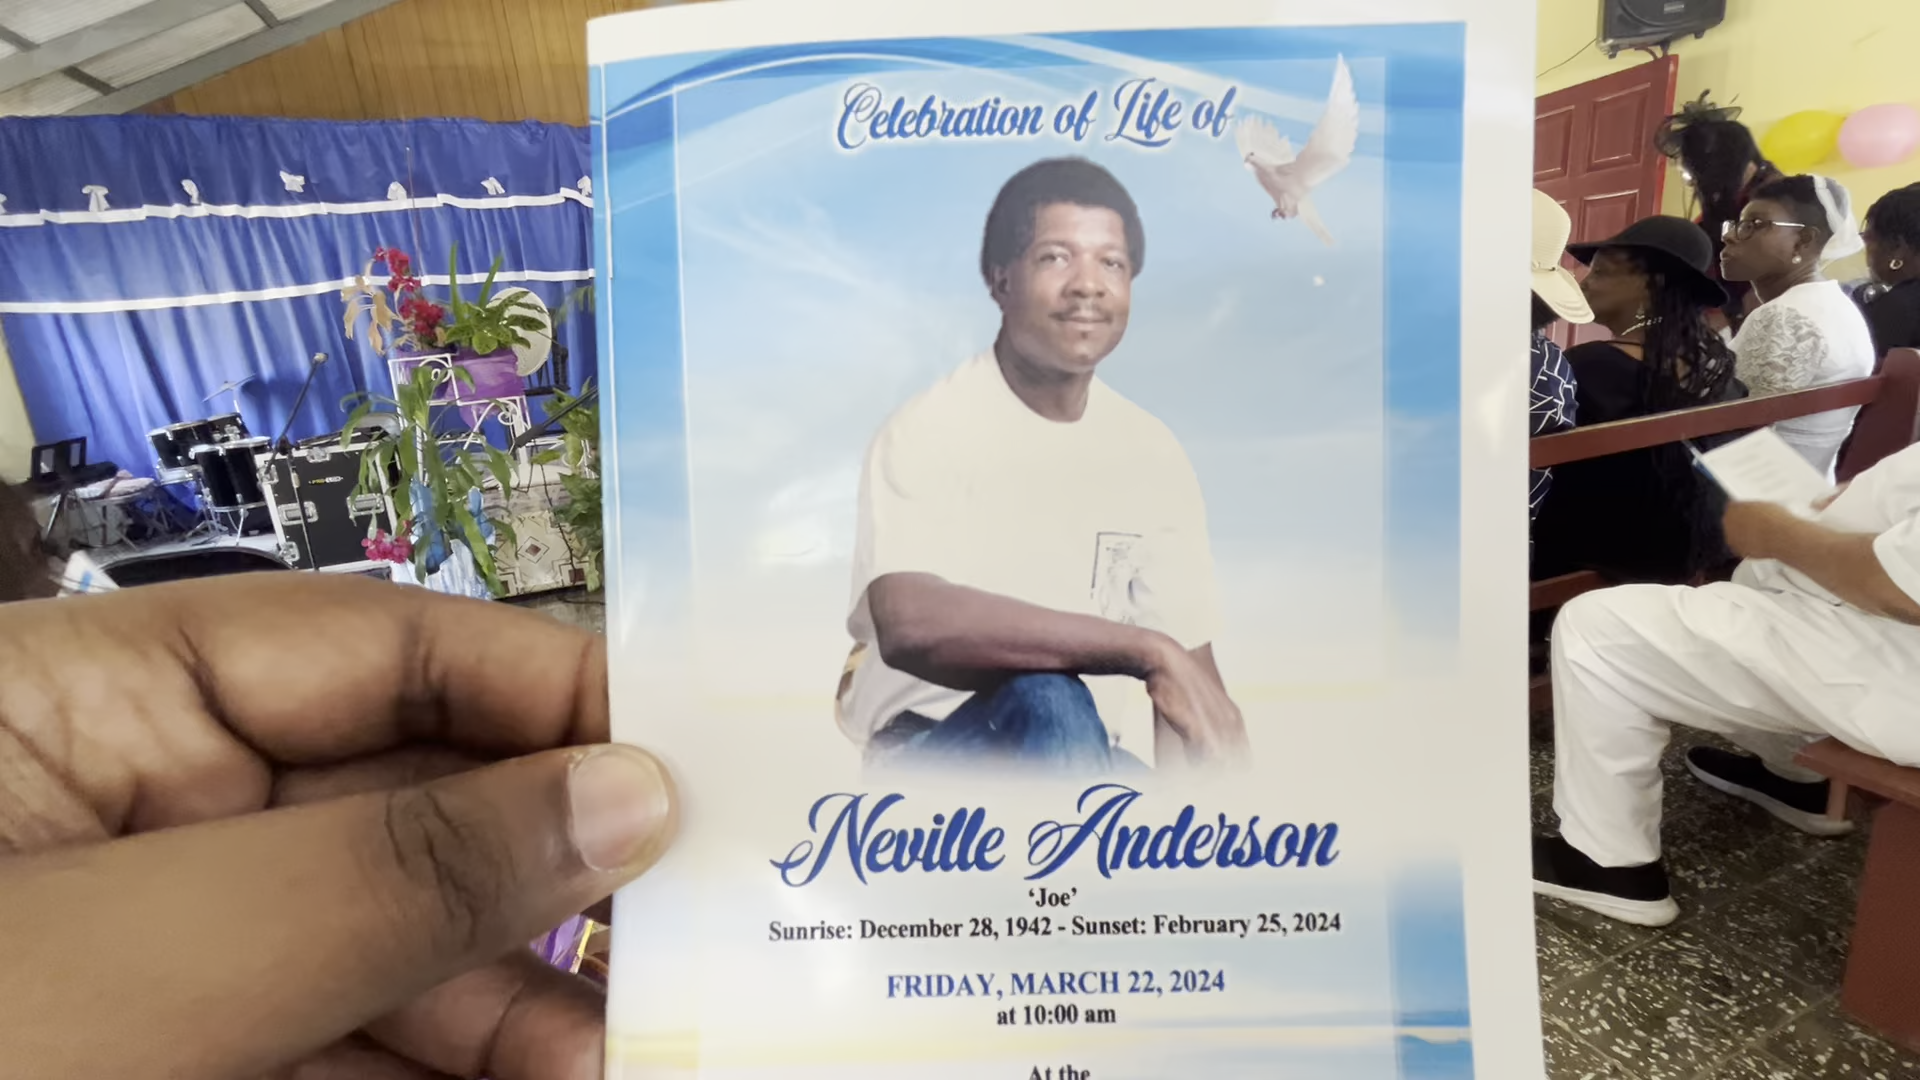 Celebration of Life of
Neville Anderson
‘Joe’
Sunrise: December 28, 1942 - Sunset: February 25, 2024
FRIDAY, MARCH 22, 2024
at 10:00 am
At the